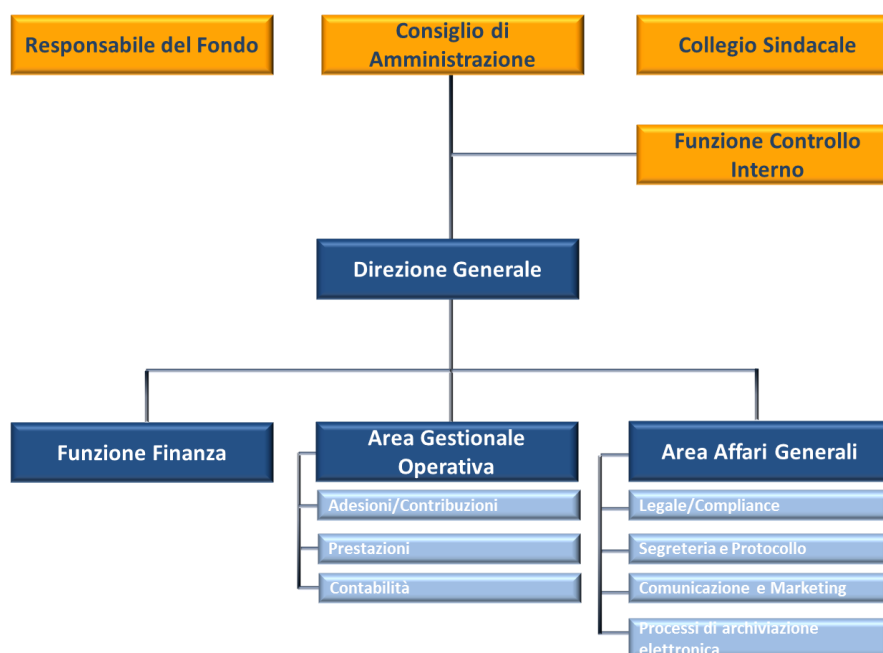 Responsabile del Fondo
Consiglio di
Amministrazione
Collegio Sindacale
Funzione Controllo
Interno
Direzione Generale
Funzione Finanza
Area Gestionale
Operativa
Area Affari Generali
Adesioni/Contribuzioni
Prestazioni
Contabilità
Legale/Compliance
Segreteria e Protocollo
Comunicazione e Marketing
Processi di archiviazione
elettronica